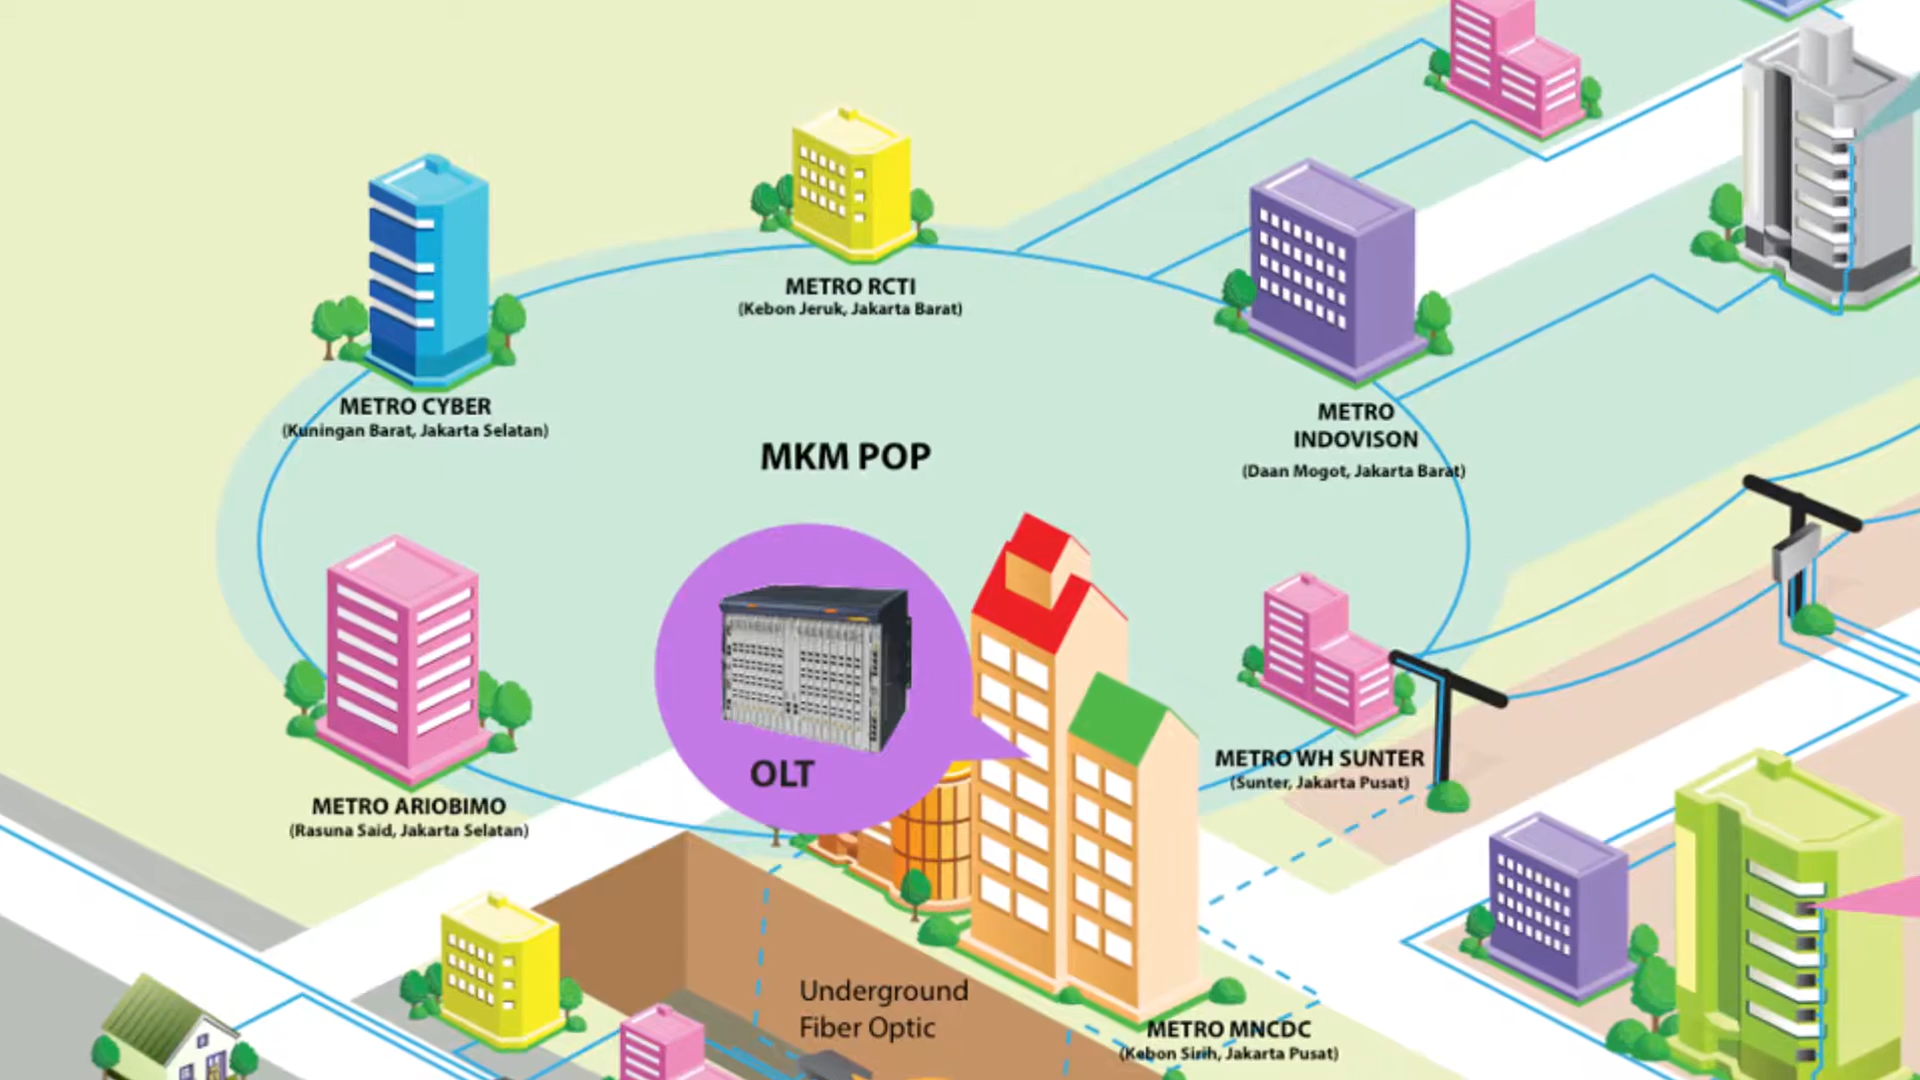 METRO RCTI
(Kebon Jeruk, Jakarta Barat)
METRO CYBER
(Kuningan Barat, Jakarta Selatan)
METRO
INDOVISON
(Daan Mogot, Jakarta Barat)
MKM POP
OLT
METRO WH SUNTER
(Sunter, Jakarta Pusat)
METRO ARIOBIMO
(Rasuna Said, Jakarta Selatan)
Underground
Fiber Optic
METRO MNCDC
(Kebon Sirih, Jakarta Pusat)